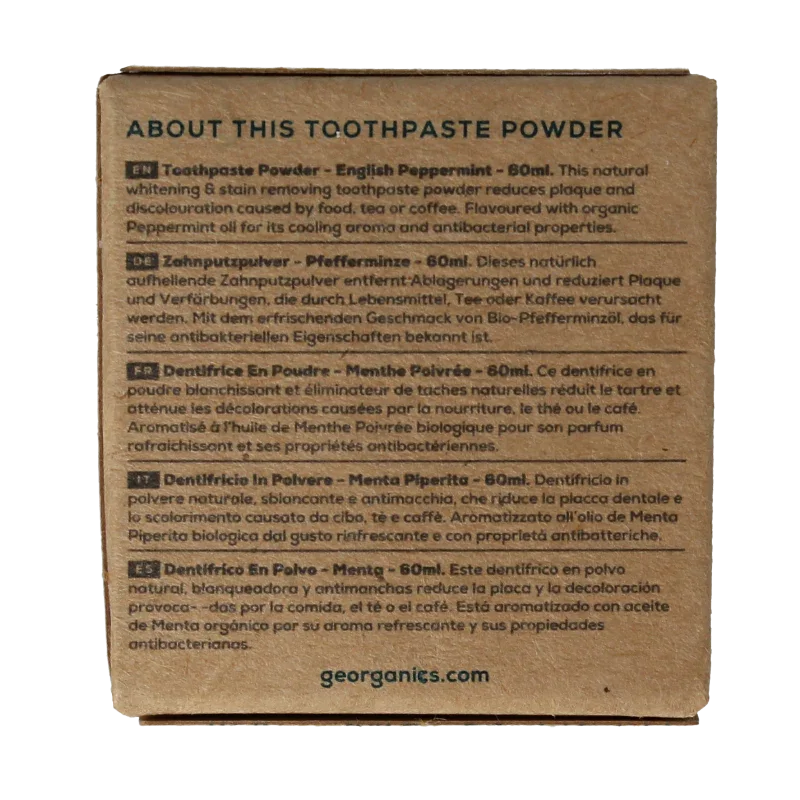 ABOUT THIS TOOTHPASTE POWDER
EN Toothpaste Powder - English Peppermint - 60ml. This natural
whitening & stain removing toothpaste powder reduces plaque and
discolouration caused by food, tea or coffee. Flavoured with organic
Peppermint oil for its cooling aroma and antibacterial properties.
DE Zahnputzpulver - Pfefferminze - 60ml. Dieses natürlich
aufhellende Zahnputzpulver entfernt Ablagerungen und reduziert Plaque
und Verfärbungen, die durch Lebensmittel, Tee oder Kaffee verursacht
werden. Mit dem erfrischenden Geschmack von Bio-Pfefferminzöl, das für
seine antibakteriellen Eigenschaften bekannt ist.
FR Dentifrice En Poudre - Menthe Poivrée - 60ml. Ce dentifrice en
poudre blanchissant et éliminateur de taches naturelles réduit le tartre et
atténue les décolorations causées par la nourriture, le thé ou le café.
Aromatisé à l'huile de Menthe Poivrée biologique pour son parfum
rafraichissant et ses propriétés antibactériennes.
IT Dentifricio In Polvere - Menta Piperita - 60ml. Dentifricio in
polvere naturale, sblancante e antimacchia, che riduce la placca dentale e
lo scolorimento causato da cibo, té e caffè. Aromatizzato all'olio de Menta
Piperita biologica dal gusto rinfrescante e con proprietà antibatteriche.
ES Dentífrico En Polvo - Menta - 60ml. Este dentífrico en polvo
natural, blanqueadora y antimanchas reduce la placa y la decoloración
provoca- -das por la comida, el té o el café. Está aromatizado con aceite
de Menta orgánico por su aroma refrescante y sus propiedades
antibacterianas.
georganics.com